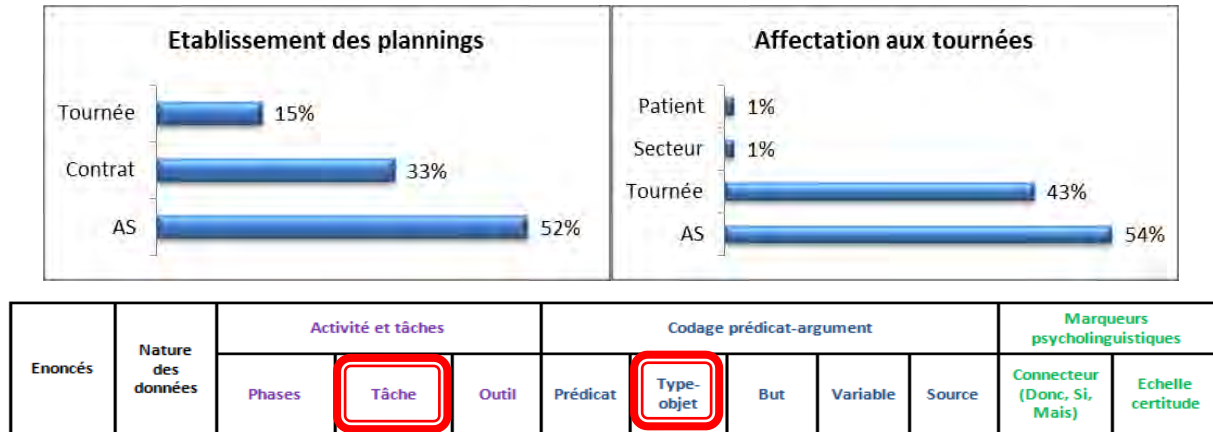 Etablissement des plannings
Tournée 15%
Contrat 33%
AS 52%
Affectation aux tournées
Patient 1%
Secteur 1%
Tournée 43%
AS 54%
Enoncés
Nature
des
données
Activité et tâches
Phases
Tâche
Outil
Codage prédicat-argument
Prédicat
Type-
objet
But
Variable
Source
Marqueurs
psycholinguistiques
Connecteur
(Donc, Si,
Mais)
Echelle
certitude